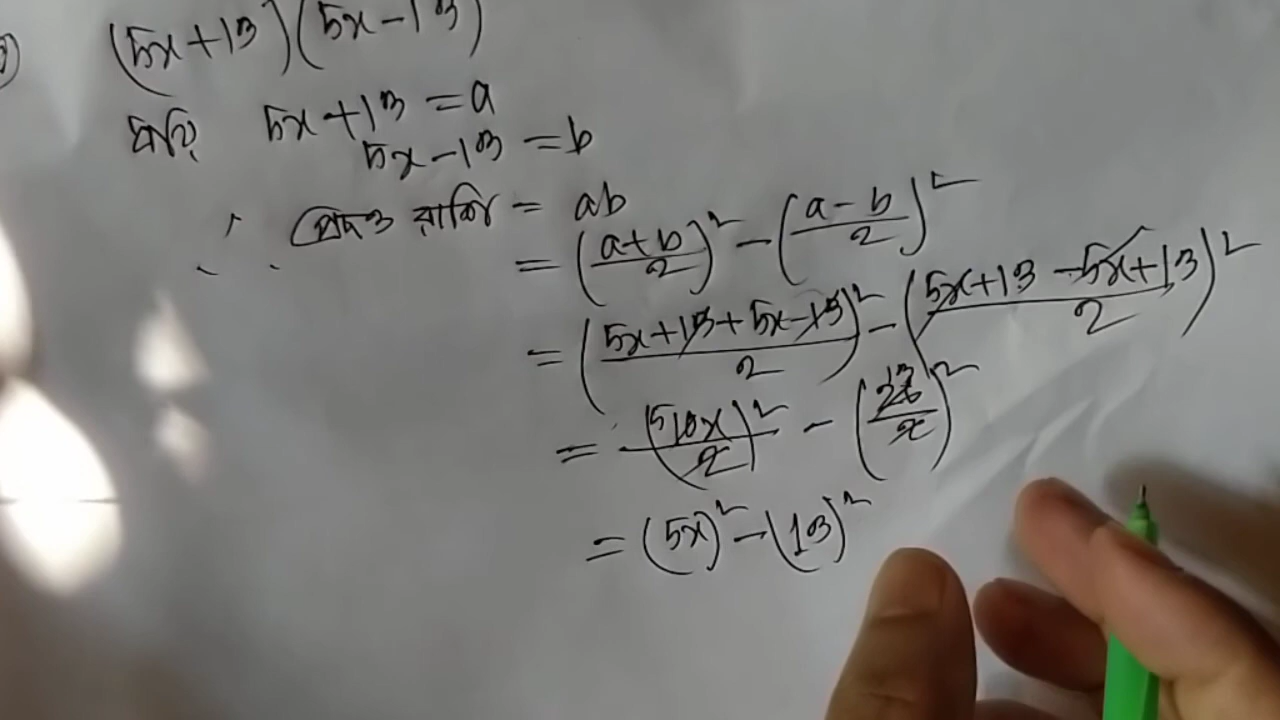 (5x+13)(5x-13)
ধরি, 5x+13 = a
5x-13 = b
∴ প্রদত্ত রাশি = ab
= (a+b/2)² - (a-b/2)²
= (5x+13+5x-13/2)² - (5x+13-5x+13/2)²
= (10x/2)² - (26/2)²
= (5x)² - (13)²